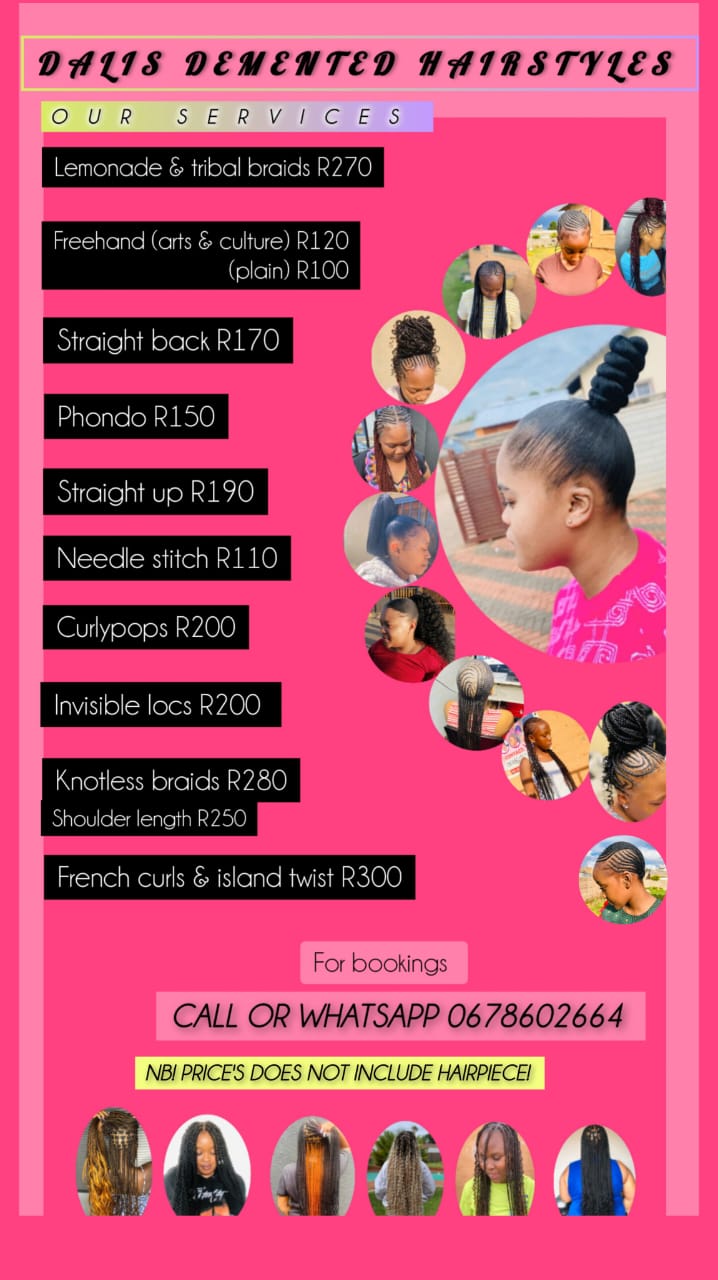 DALIS DEMENTED HAIRSTYLES
OUR SERVICES
Lemonade & tribal braids R270
Freehand (arts & culture) R120
(plain) R100
Straight back R170
Phondo R150
Straight up R190
Needle stitch R110
Curlypops R200
Invisible locs R200
Knotless braids R280
Shoulder length R250
French curls & island twist R300
For bookings
CALL OR WHATSAPP 0678602664
NB! PRICE'S DOES NOT INCLUDE HAIRPIECE!